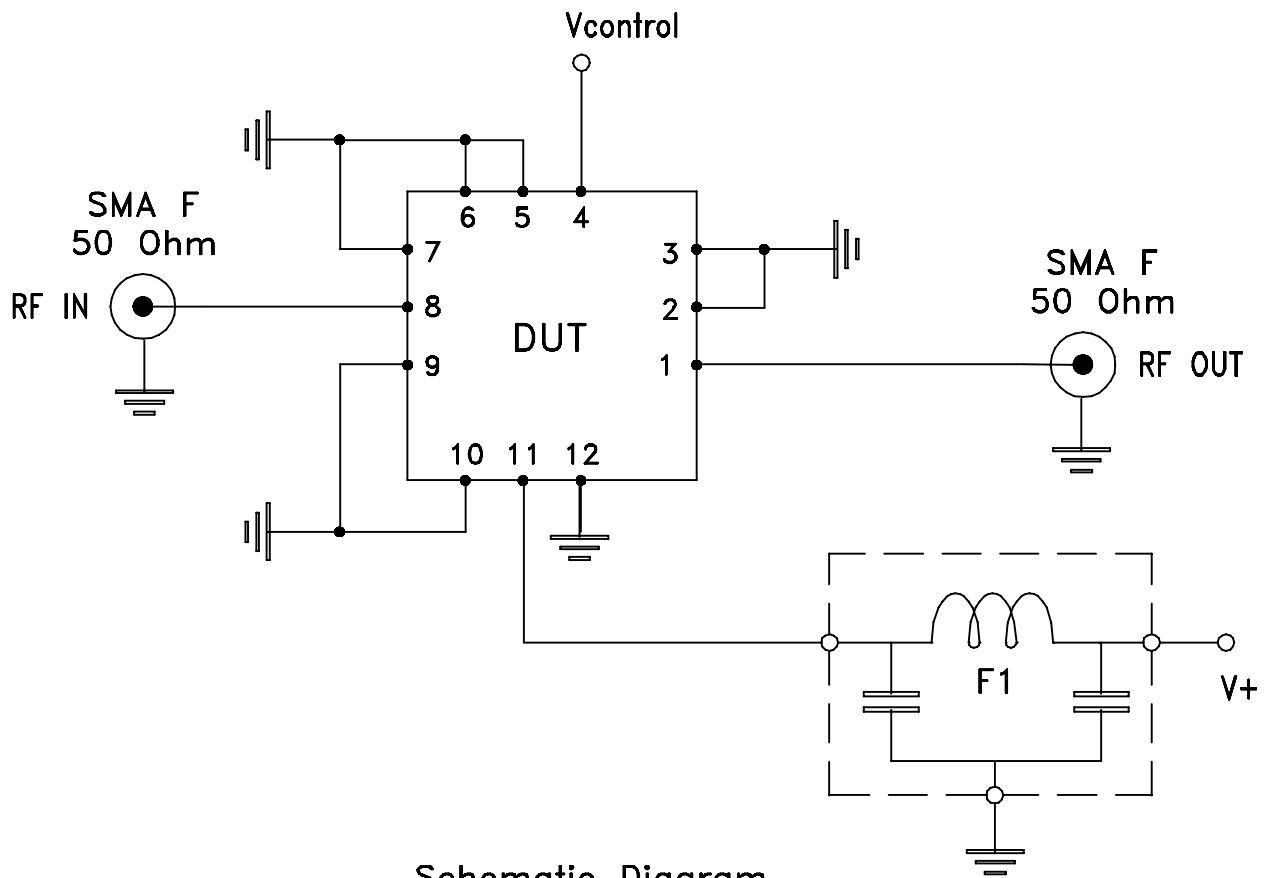 Vcontrol
SMA F
50 Ohm
RF IN
6 5 4
7
8
9
3
2
1
DUT
10 11 12
SMA F
50 Ohm
RF OUT
F1
V+
Schematic Diagram